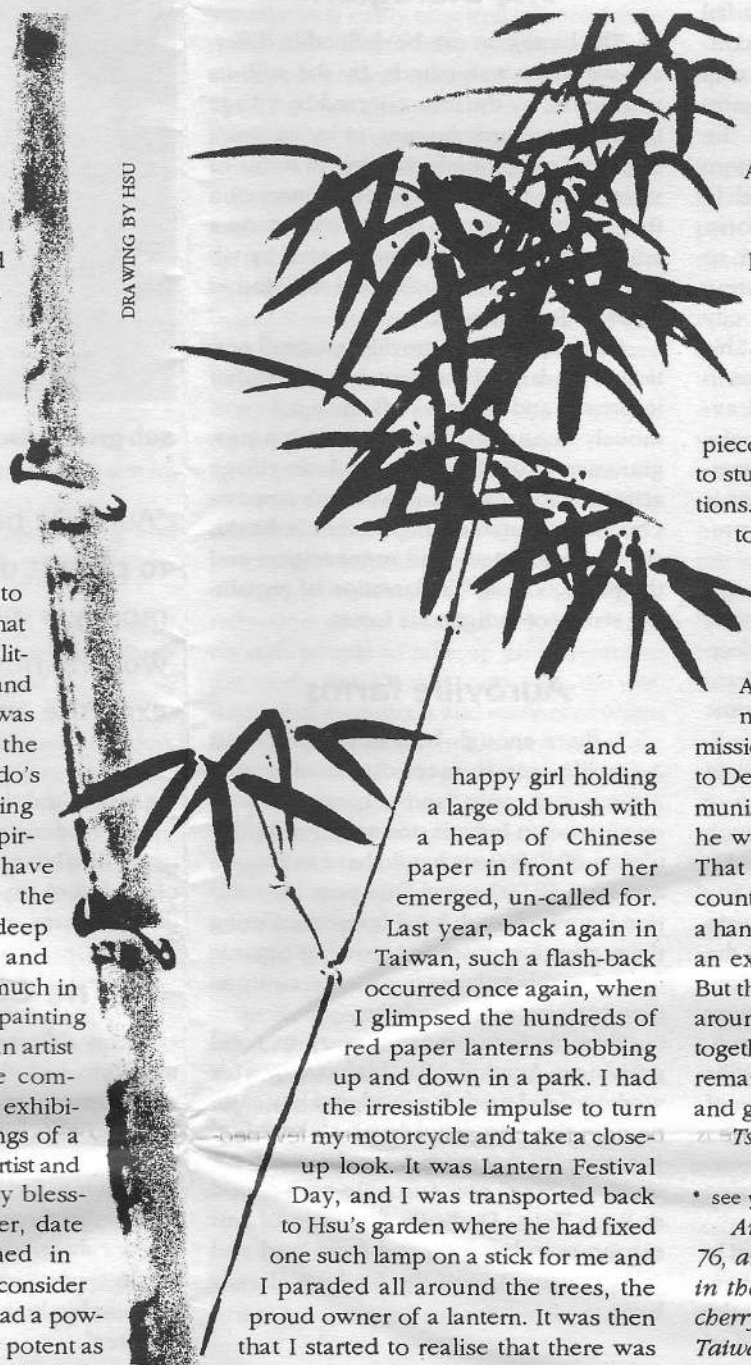 DRAWING BY HSU
d
to
hat
lit-
and
was
the
do's
ing
pir-
have
the
deep
and
much in
painting
an artist
e com-
exhibi-
ngs of a
rtist and
y bless-
er, date
ned in
consider
ad a pow-
potent as
and a
happy girl holding
a large old brush with
a heap of Chinese
paper in front of her
emerged, un-called for.
Last year, back again in
Taiwan, such a flash-back
occurred once again, when
I glimpsed the hundreds of
red paper lanterns bobbing
up and down in a park. I had
the irresistible impulse to turn
my motorcycle and take a close-
up look. It was Lantern Festival
Day, and I was transported back
to Hsu's garden where he had fixed
one such lamp on a stick for me and
I paraded all around the trees, the
proud owner of a lantern. It was then
that I started to realise that there was
A
piec
to stu
tions.
to
A
missio
to De
muni
he w
That
count
a han
an ex
But th
aroun
togeth
rema
and g
Ts
* see
76, a
in the
cherr
Taiw